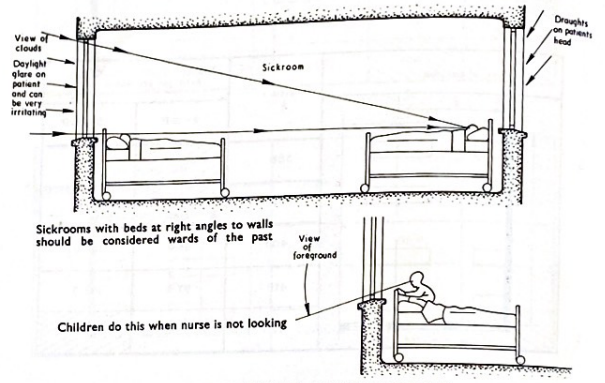 View of
clouds
Daylight
glare on
patient
and can
be very
irritating
Sickroom
Draughts
on patients
head
Sickrooms with beds at right angles to walls
should be considered wards of the past
View
of
foreground
Children do this when nurse is not looking